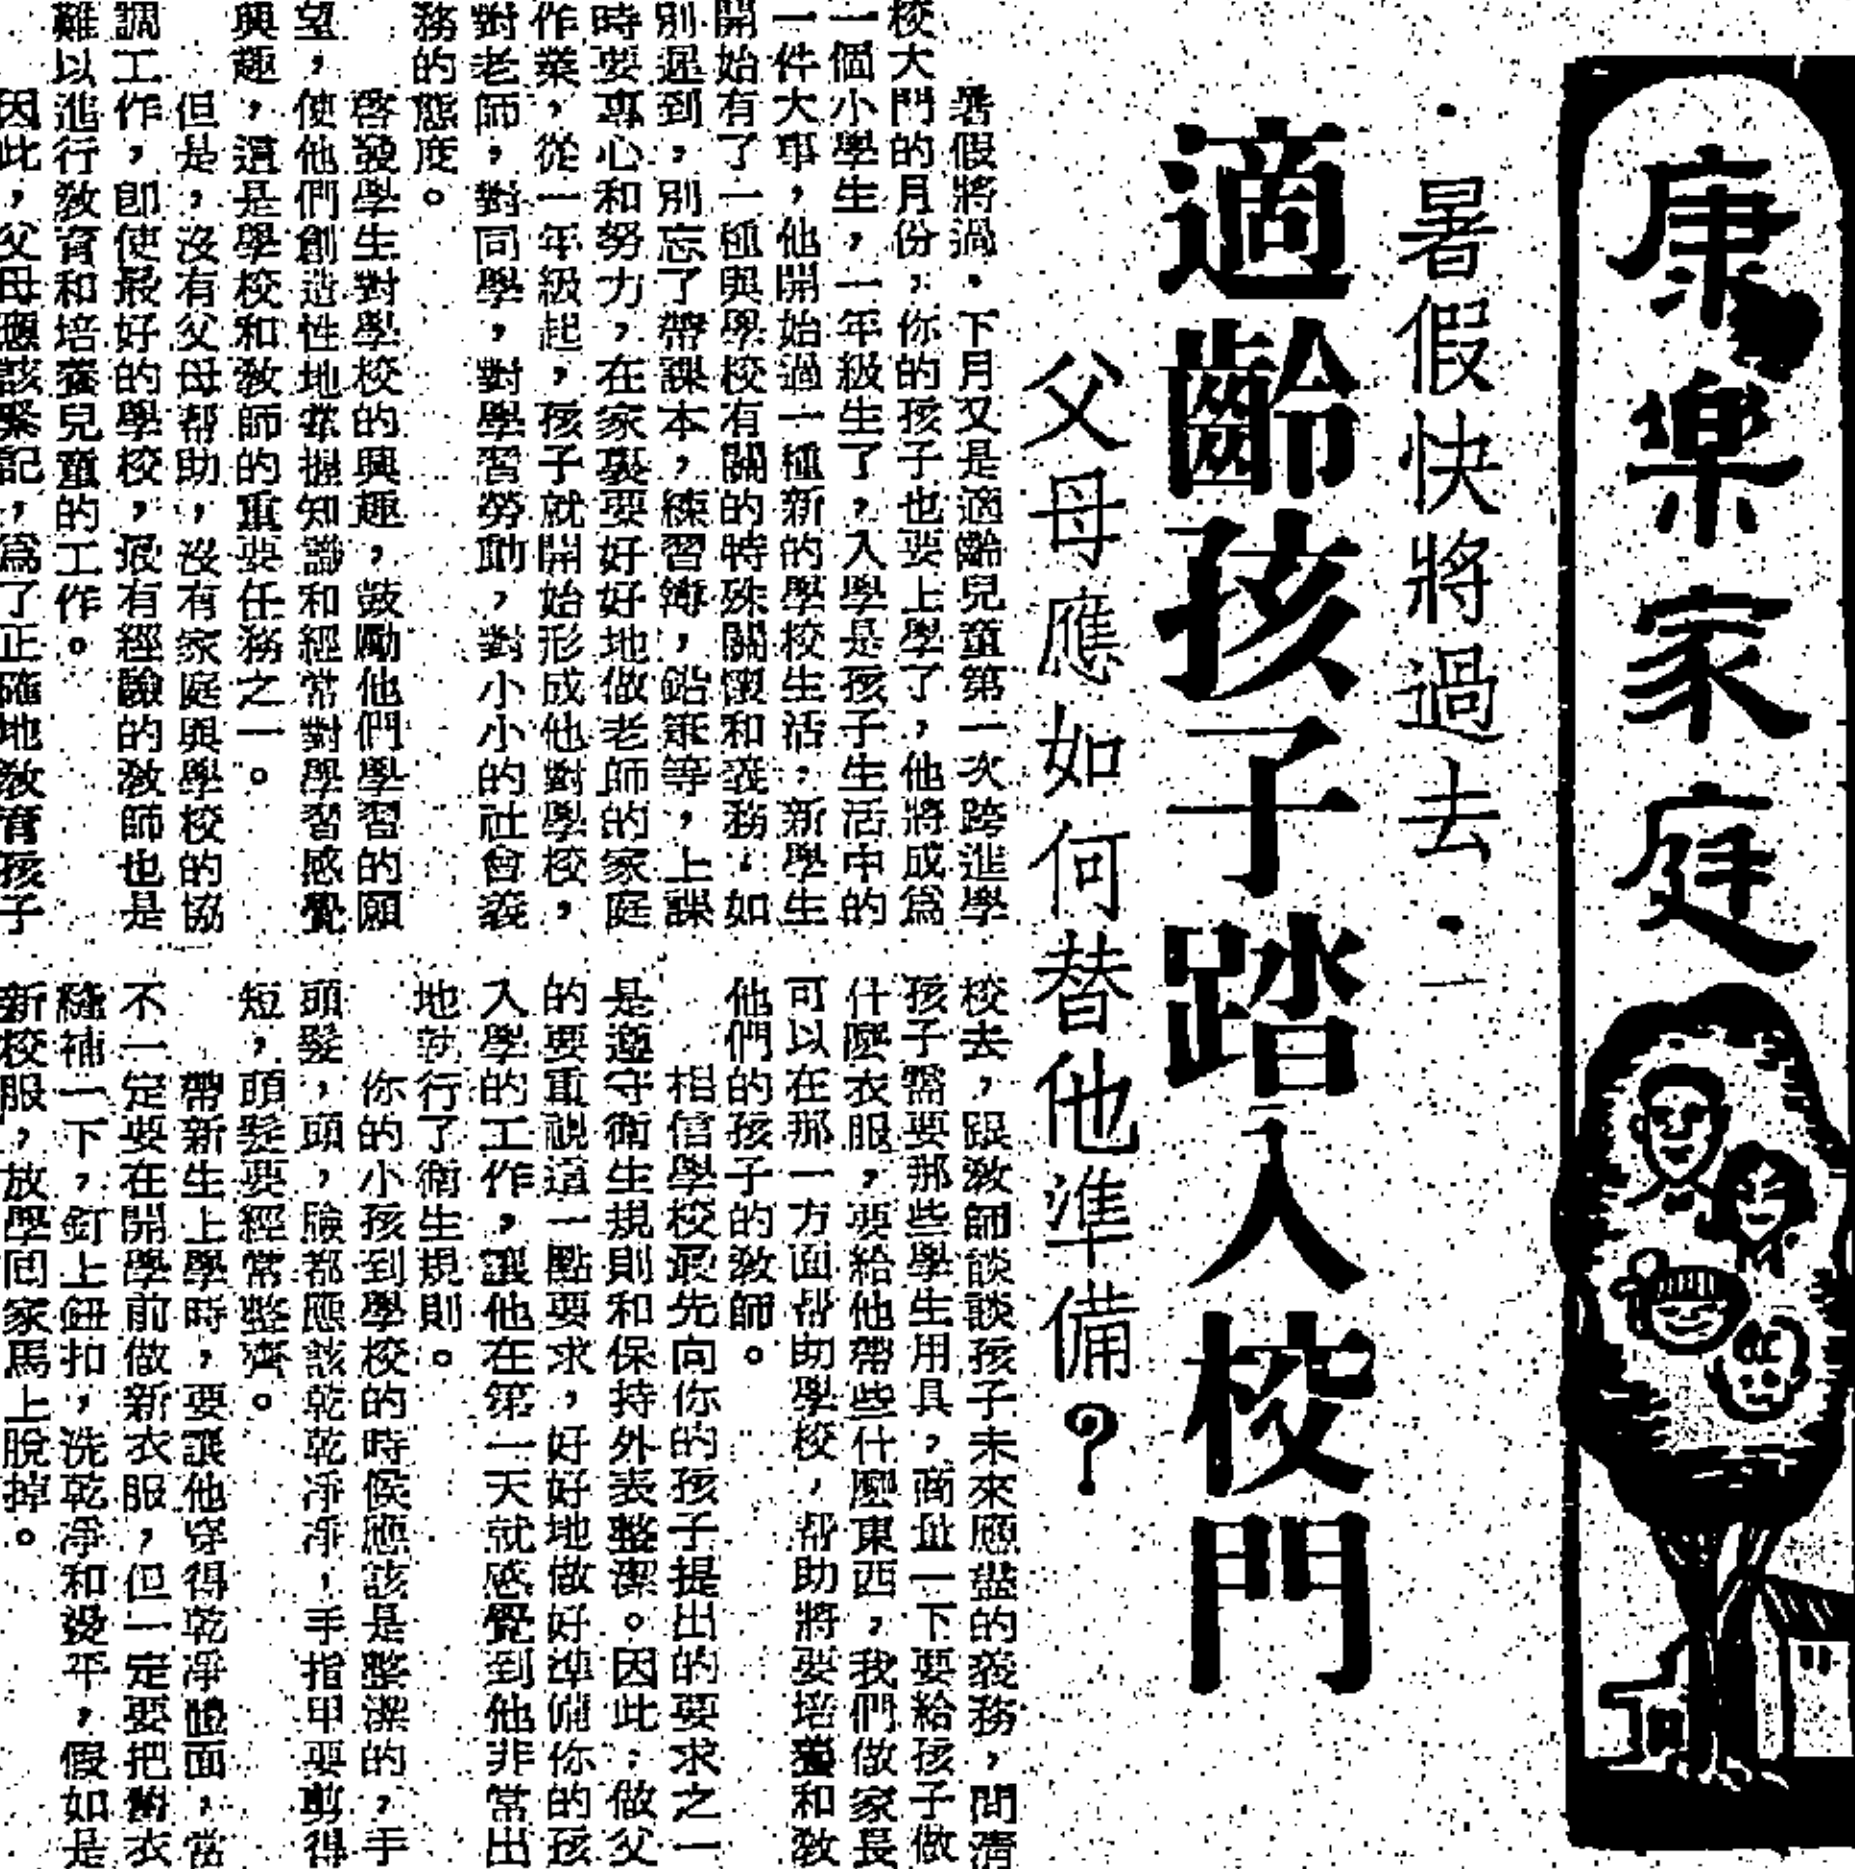 康樂家庭
·暑假快將過去·
適齡孩子踏入校門
父母應如何替他準備？
暑假將過，下月又是適齡兒童第一次跨進學
校大門的月份，你的孩子也要上學了，他將成爲
一個小學生，一年級生了，入學是孩子生活中的
一件大事，他開始過一種新的學校生活，新學生
開始有了一種與學校有關的特殊關懷和義務，如
別遲到，別忘了帶課本，練習簿，鉛筆等，上課
時要專心和努力，在家裏要好好地做老師的家庭
作業，從一年級起，孩子就開始形成他對學校，
對老師，對同學，對學習勞動，對小小的社會義
務的態度。
啓發學生對學校的興趣，鼓勵他們學習的願
望，使他們創造性地掌握知識和經常對學習感覺
興趣，這是學校和教師的重要任務之一。
但是，沒有父母帮助，沒有家庭與學校的協
調工作，卽使最好的學校，很有經驗的教師也是
難以進行教育和培養兒童的工作。
因此，父母應該緊記，爲了正確地教育孩子
校去，跟教師談談孩子未來應盡的義務，問清
孩子需要那些學生用具，商量一下要給孩子做
什麼衣服，要給他帶些什麼東西，我們做家長
可以在那一方面帮助學校，帮助將要培養和教
他們的孩子的教師。
相信學校最先向你的孩子提出的要求之一
是遵守衛生規則和保持外表整潔。因此，做父
的要重視這一點要求，好好地做好準備你的孩
入學的工作，讓他在第一天就感覺到他非常出
地執行了衛生規則。
你的小孩到學校的時候應該是整潔的，手
頭髮，頭，臉都應該乾乾淨淨，手指甲要剪得
短，頭髮要經常整齊。
帶新生上學時，要讓他穿得乾淨體面，當
不一定要在開學前做新衣服，但一定要把舊衣
縫補一下，釘上鈕扣，洗乾淨和燙平，假如是
新校服，放學回家馬上脫掉。